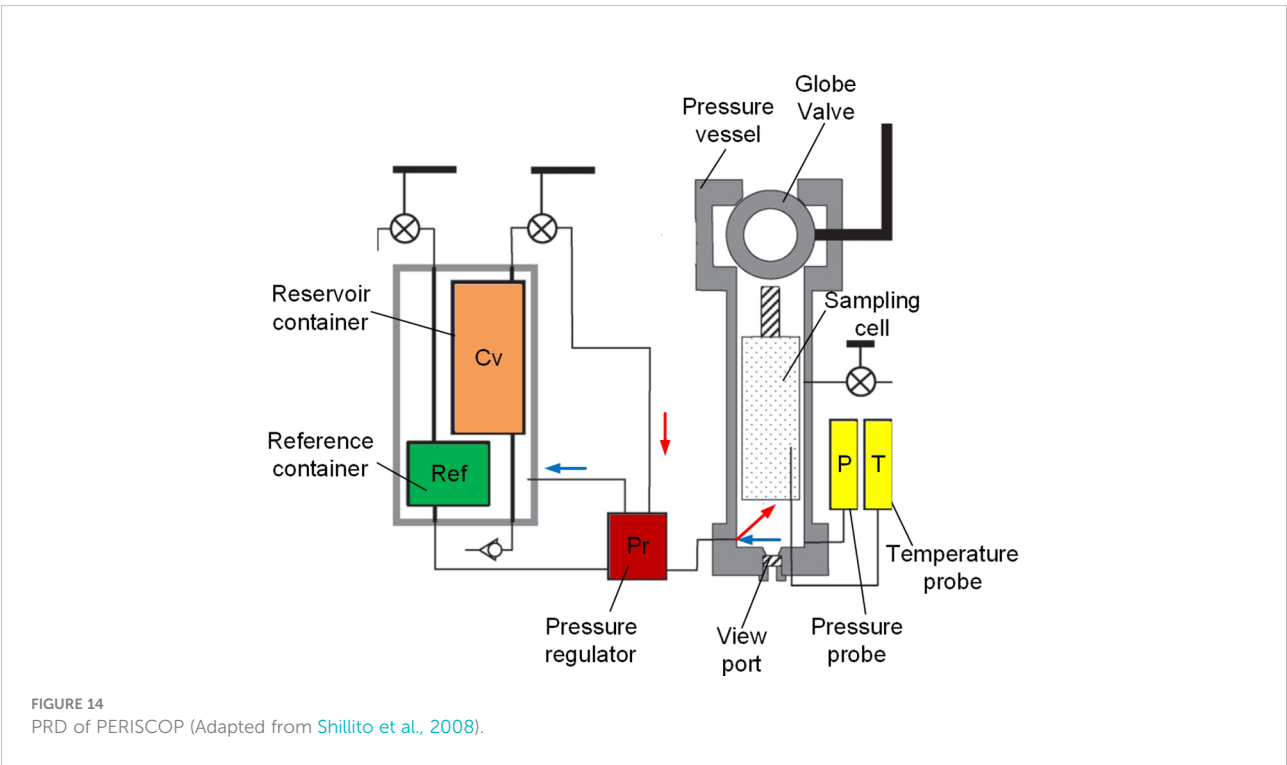 Globe
Valve
Pressure
vessel
Reservoir
container
Cv
Sampling
cell
Reference
container
Ref
P
T
Pr
Temperature
probe
Pressure
regulator
View
port
Pressure
probe
FIGURE 14
PRD of PERISCOP (Adapted from Shillito et al., 2008).